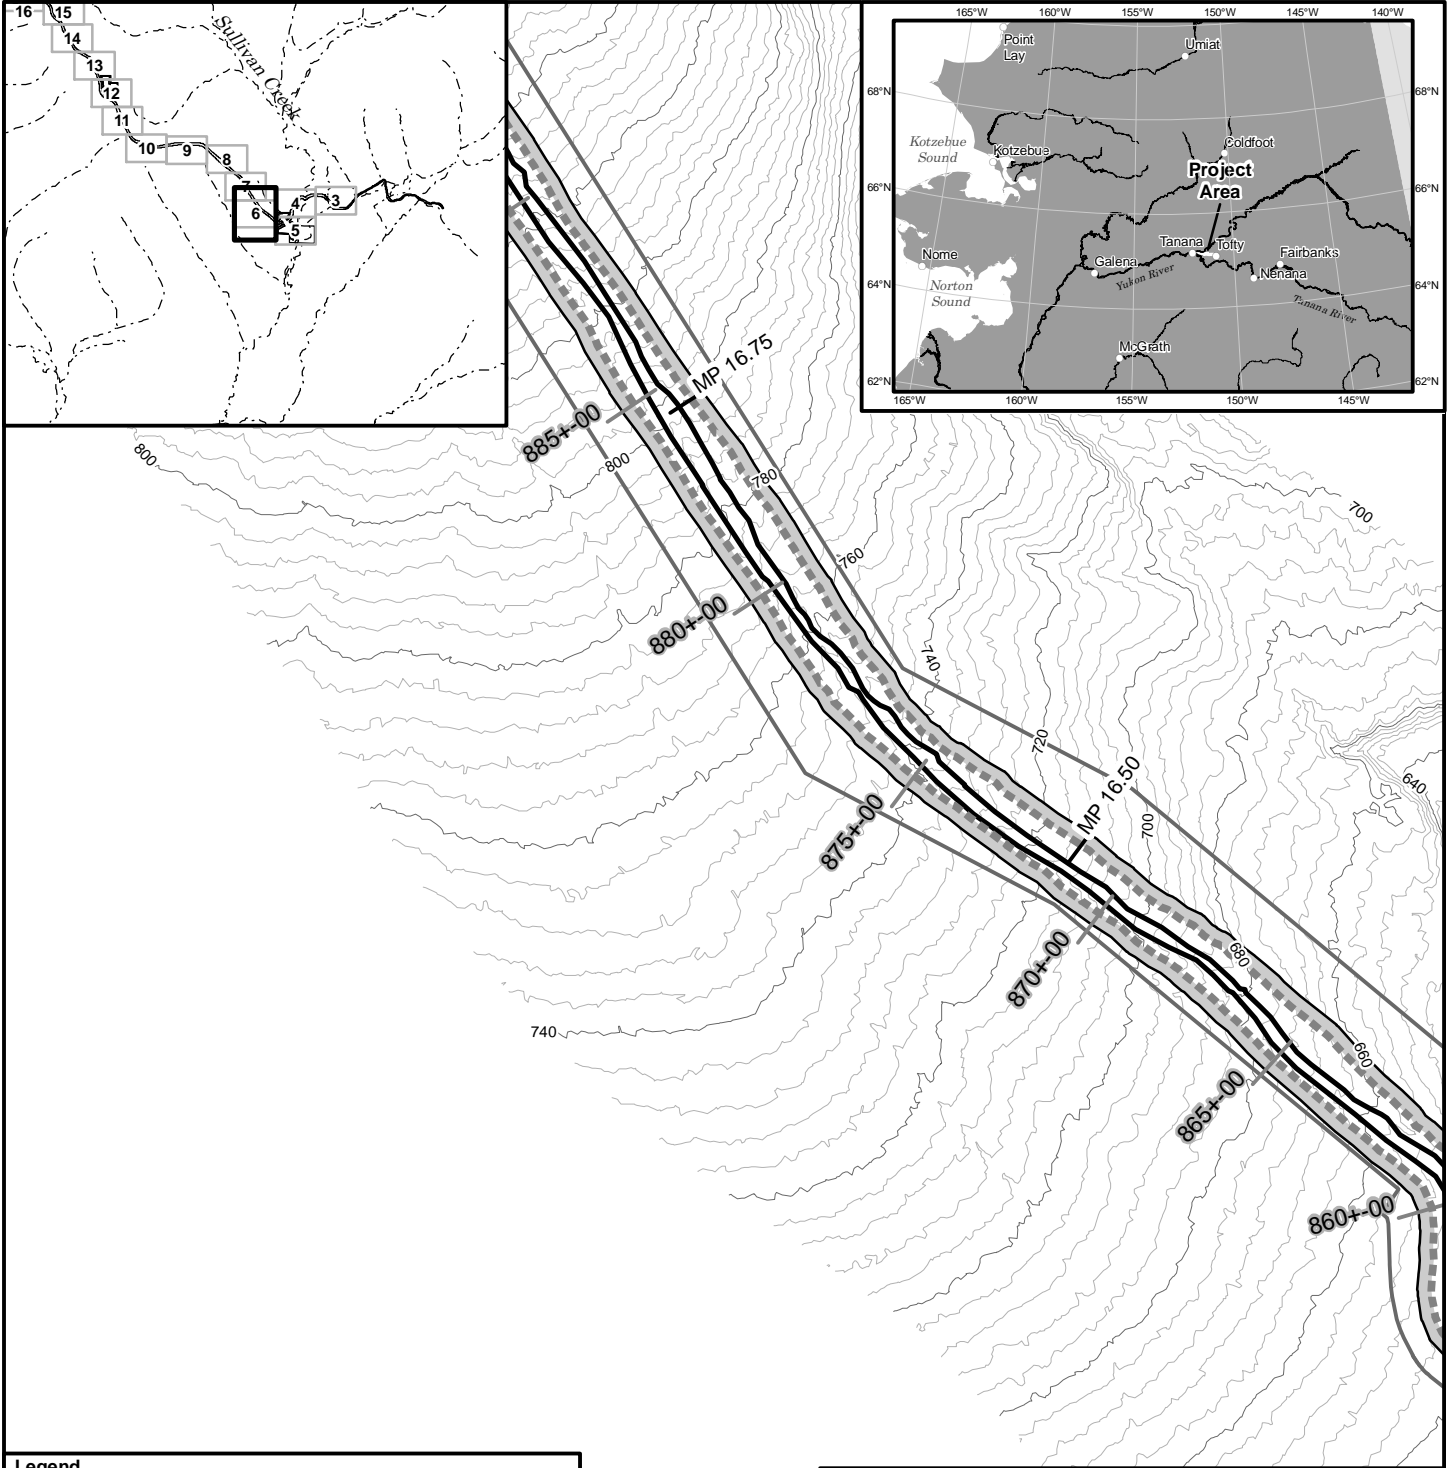 16
15
14
13
12
11
10
9
8
7
6
5
4
3
Sullivan Creek
165°W
160°W
155°W
150°W
145°W
140°W
68°N
66°N
64°N
62°N
68°N
66°N
64°N
62°N
165°W
160°W
155°W
150°W
145°W
Point
Lay
Umiat
Kotzebue
Sound
Kotzebue
Coldfoot
Project
Area
Nome
Norton
Sound
Galena
Tanana
Tofty
Fairbanks
Nenana
Yukon River
Tanana River
McGrath
MP 16.75
885+-00
800
800
780
760
700
880+-00
740
720
MP 16.50
700
640
875+-00
870+-00
680
740
660
865+-00
860+-00
Legend